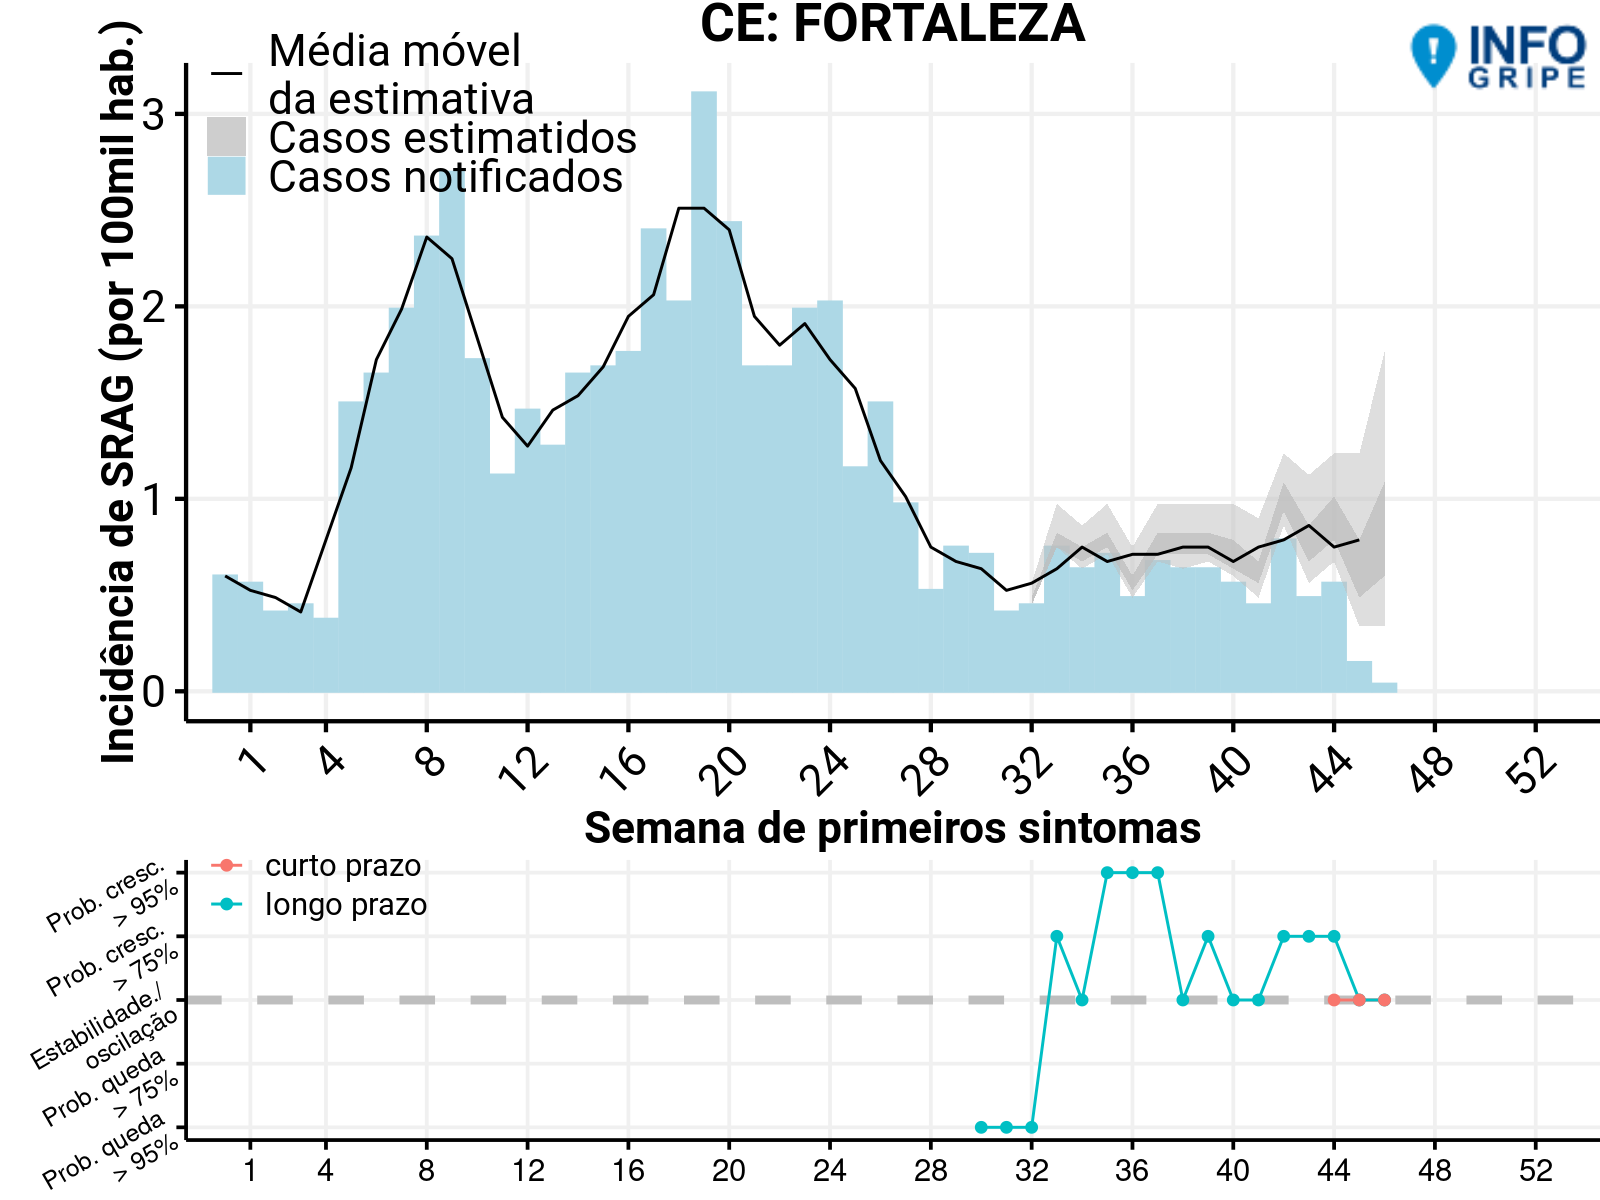 CE: FORTALEZA
INFO
GRIPE
Média móvel
da estimativa
Casos estimatidos
Casos notificados
Incidência de SRAG (por 100mil hab.)
3
2
1
0
1 4 8 12 16 20 24 28 32 36 40 44 48 52
Semana de primeiros sintomas
curto prazo
longo prazo
Prob. cresc.
> 95%
Prob. cresc.
> 75%
Estabilidade./
oscilação
Prob. queda
> 75%
Prob. queda
> 95%
1 4 8 12 16 20 24 28 32 36 40 44 48 52